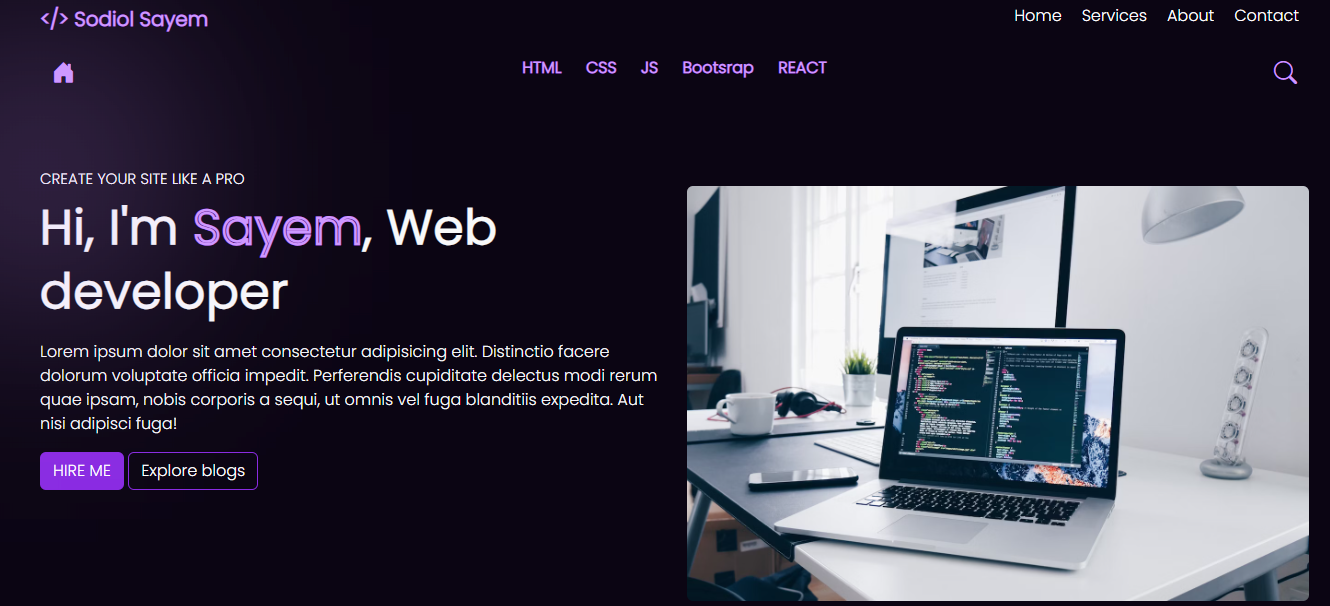 </> Sodiol Sayem
Home Services About Contact
HTML CSS JS Bootsrap REACT
CREATE YOUR SITE LIKE A PRO
Hi, I'm Sayem, Web
developer
Lorem ipsum dolor sit amet consectetur adipisicing elit. Distinctio facere
dolorum voluptate officia impedit. Perferendis cupiditate delectus modi rerum
quae ipsam, nobis corporis a sequi, ut omnis vel fuga blanditiis expedita. Aut
nisi adipisci fuga!
HIRE ME Explore blogs